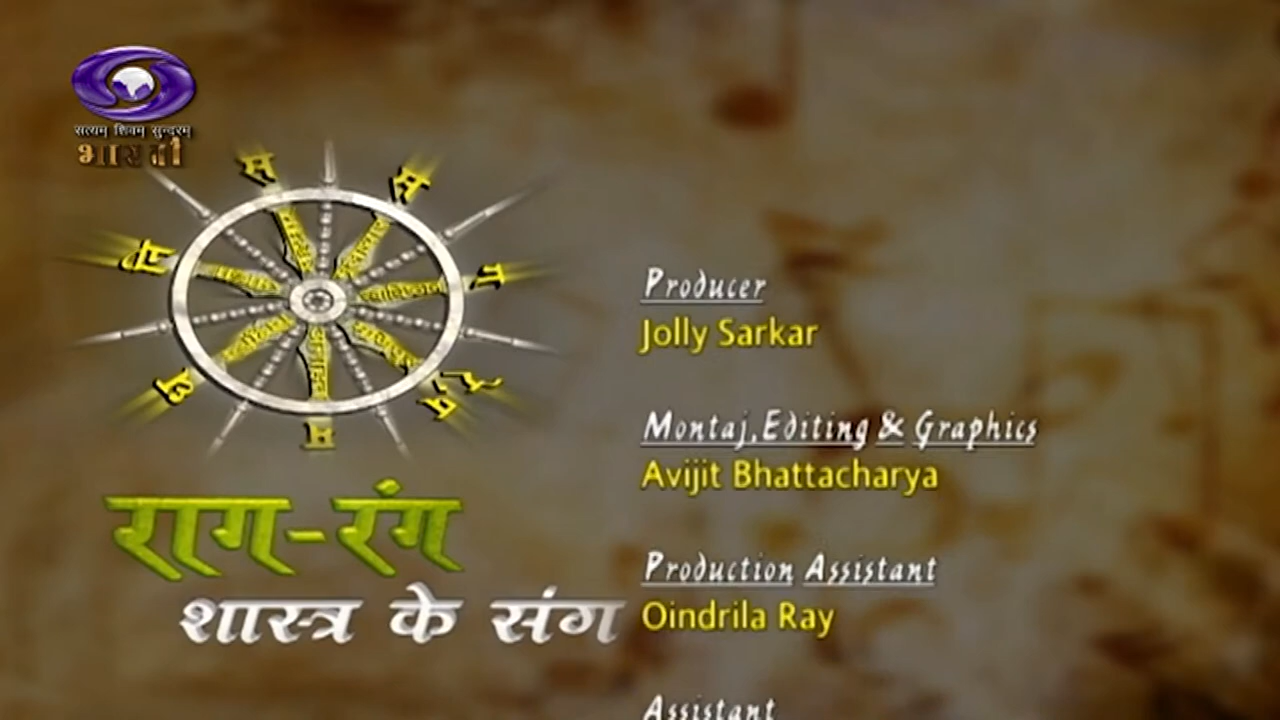 सत्यम् शिवम् सुन्दरम्
भारती
स
म
ग
म
राग-रंग
शास्त्र के संग
Producer
Jolly Sarkar
Montaj,Editing & Graphics
Avijit Bhattacharya
Production Assistant
Oindrila Ray
Assistant